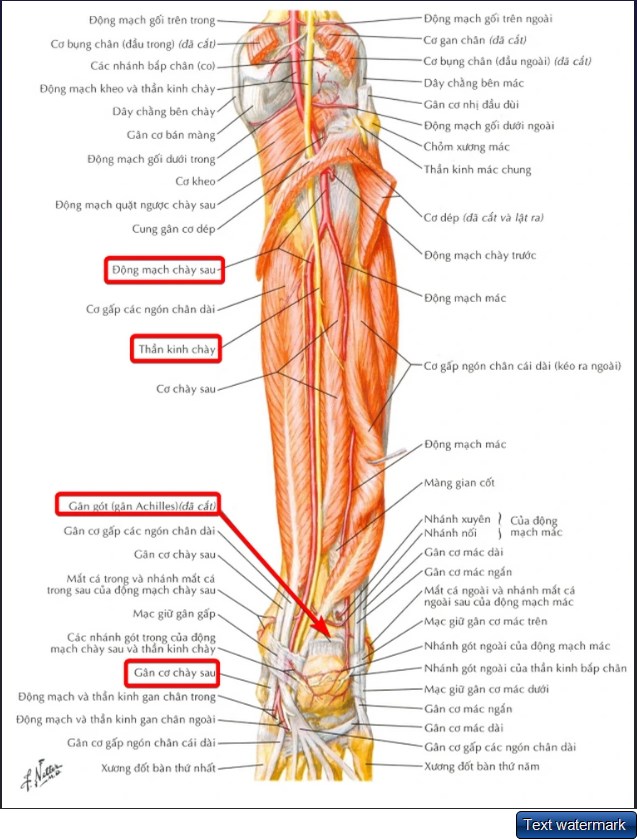 Động mạch gối trên trong
Cơ bụng chân (đầu trong) (đã cắt)
Các nhánh bắp chân (cơ)
Động mạch kheo và thần kinh chày
Dây chằng bên chày
Gân cơ bán màng
Động mạch gối dưới trong
Cơ kheo
Động mạch quặt ngược chày sau
Cung gân cơ dép
Động mạch chày sau
Cơ gấp các ngón chân dài
Thần kinh chày
Cơ chày sau
Gân gót (gân Achilles)(đã cắt)
Gân cơ gấp các ngón chân dài
Gân cơ chày sau
Mắt cá trong và nhánh mắt cá
trong sau của động mạch chày sau
Mạc giữ gân gấp
Các nhánh gót trong của động
mạch chày sau và thần kinh chày
Gân cơ chày sau
Động mạch và thần kinh gan chân trong
Động mạch và thần kinh gan chân ngoài
Gân cơ gấp ngón chân cái dài
Xương đốt bàn thứ nhất
Động mạch gối trên ngoài
Cơ gan chân (đã cắt)
Cơ bụng chân (đầu ngoài) (đã cắt)
Dây chằng bên mác
Gân cơ nhị đầu đùi
Động mạch gối dưới ngoài
Chỏm xương mác
Thần kinh mác chung
Cơ dép (đã cắt và lật ra)
Động mạch chày trước
Động mạch mác
Cơ gấp ngón chân cái dài (kéo ra ngoài)
Động mạch mác
Màng gian cốt
Nhánh xuyên
Nhánh nối
Của động
mạch mác
Gân cơ mác dài
Gân cơ mác ngắn
Mắt cá ngoài và nhánh mắt cá
ngoài sau của động mạch mác
Mạc giữ gân cơ mác trên
Nhánh gót ngoài của động mạch mác
Nhánh gót ngoài của thần kinh bắp chân
Mạc giữ gân cơ mác dưới
Gân cơ mác ngắn
Gân cơ mác dài
Gân cơ gấp các ngón chân dài
Xương đốt bàn thứ năm
Text watermark